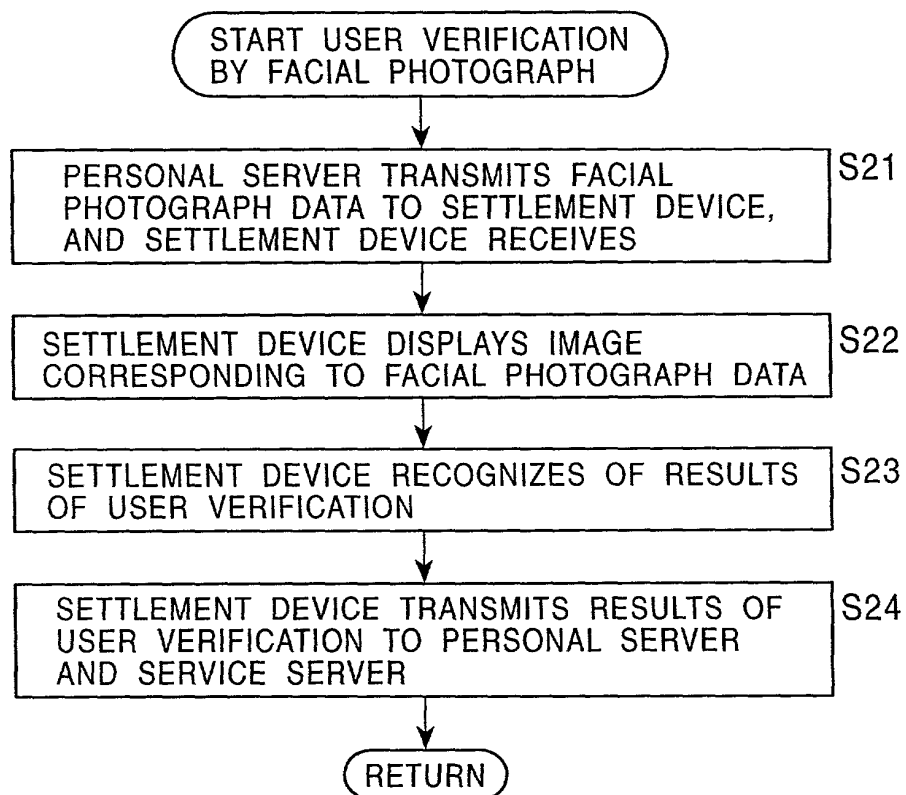 START USER VERIFICATION
BY FACIAL PHOTOGRAPH
S21
PERSONAL SERVER TRANSMITS FACIAL
PHOTOGRAPH DATA TO SETTLEMENT DEVICE,
AND SETTLEMENT DEVICE RECEIVES
S22
SETTLEMENT DEVICE DISPLAYS IMAGE
CORRESPONDING TO FACIAL PHOTOGRAPH DATA
S23
SETTLEMENT DEVICE RECOGNIZES OF RESULTS
OF USER VERIFICATION
S24
SETTLEMENT DEVICE TRANSMITS RESULTS OF
USER VERIFICATION TO PERSONAL SERVER
AND SERVICE SERVER
RETURN